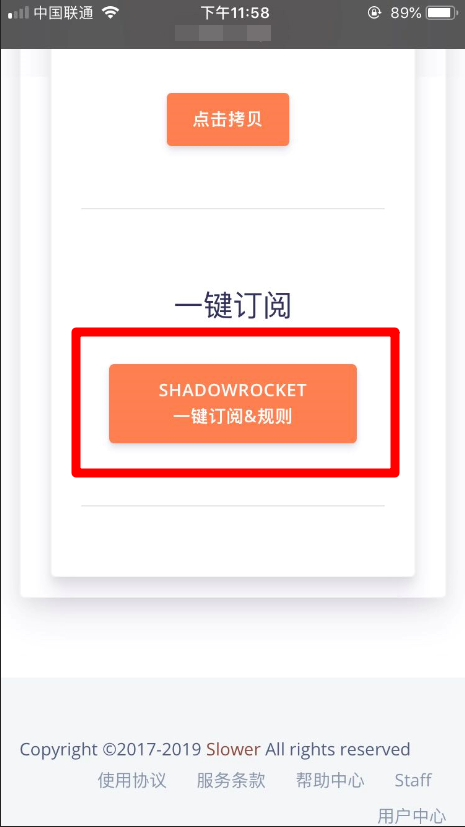 中国联通 下午11:58 89%
点击拷贝
一键订阅
SHADOWROCKET
一键订阅&规则
Copyright ©2017-2019 Slower All rights reserved
使用协议 服务条款 帮助中心 Staff
用户中心